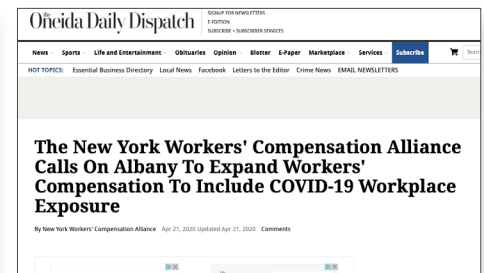 the
Oneida Daily Dispatch
SIGNUP FOR NEWSLETTERS
E-EDITION
SUBSCRIBE + SUBSCRIBER SERVICES
News Sports Life and Entertainment Obituaries Opinion Blotter E-Paper Marketplace Services Subscribe Searc
HOT TOPICS: Essential Business Directory Local News Facebook Letters to the Editor Crime News EMAIL NEWSLETTERS
The New York Workers' Compensation Alliance
Calls On Albany To Expand Workers'
Compensation To Include COVID-19 Workplace
Exposure
By New York Workers' Compensation Alliance Apr 21, 2020 Updated Apr 21, 2020 Comments